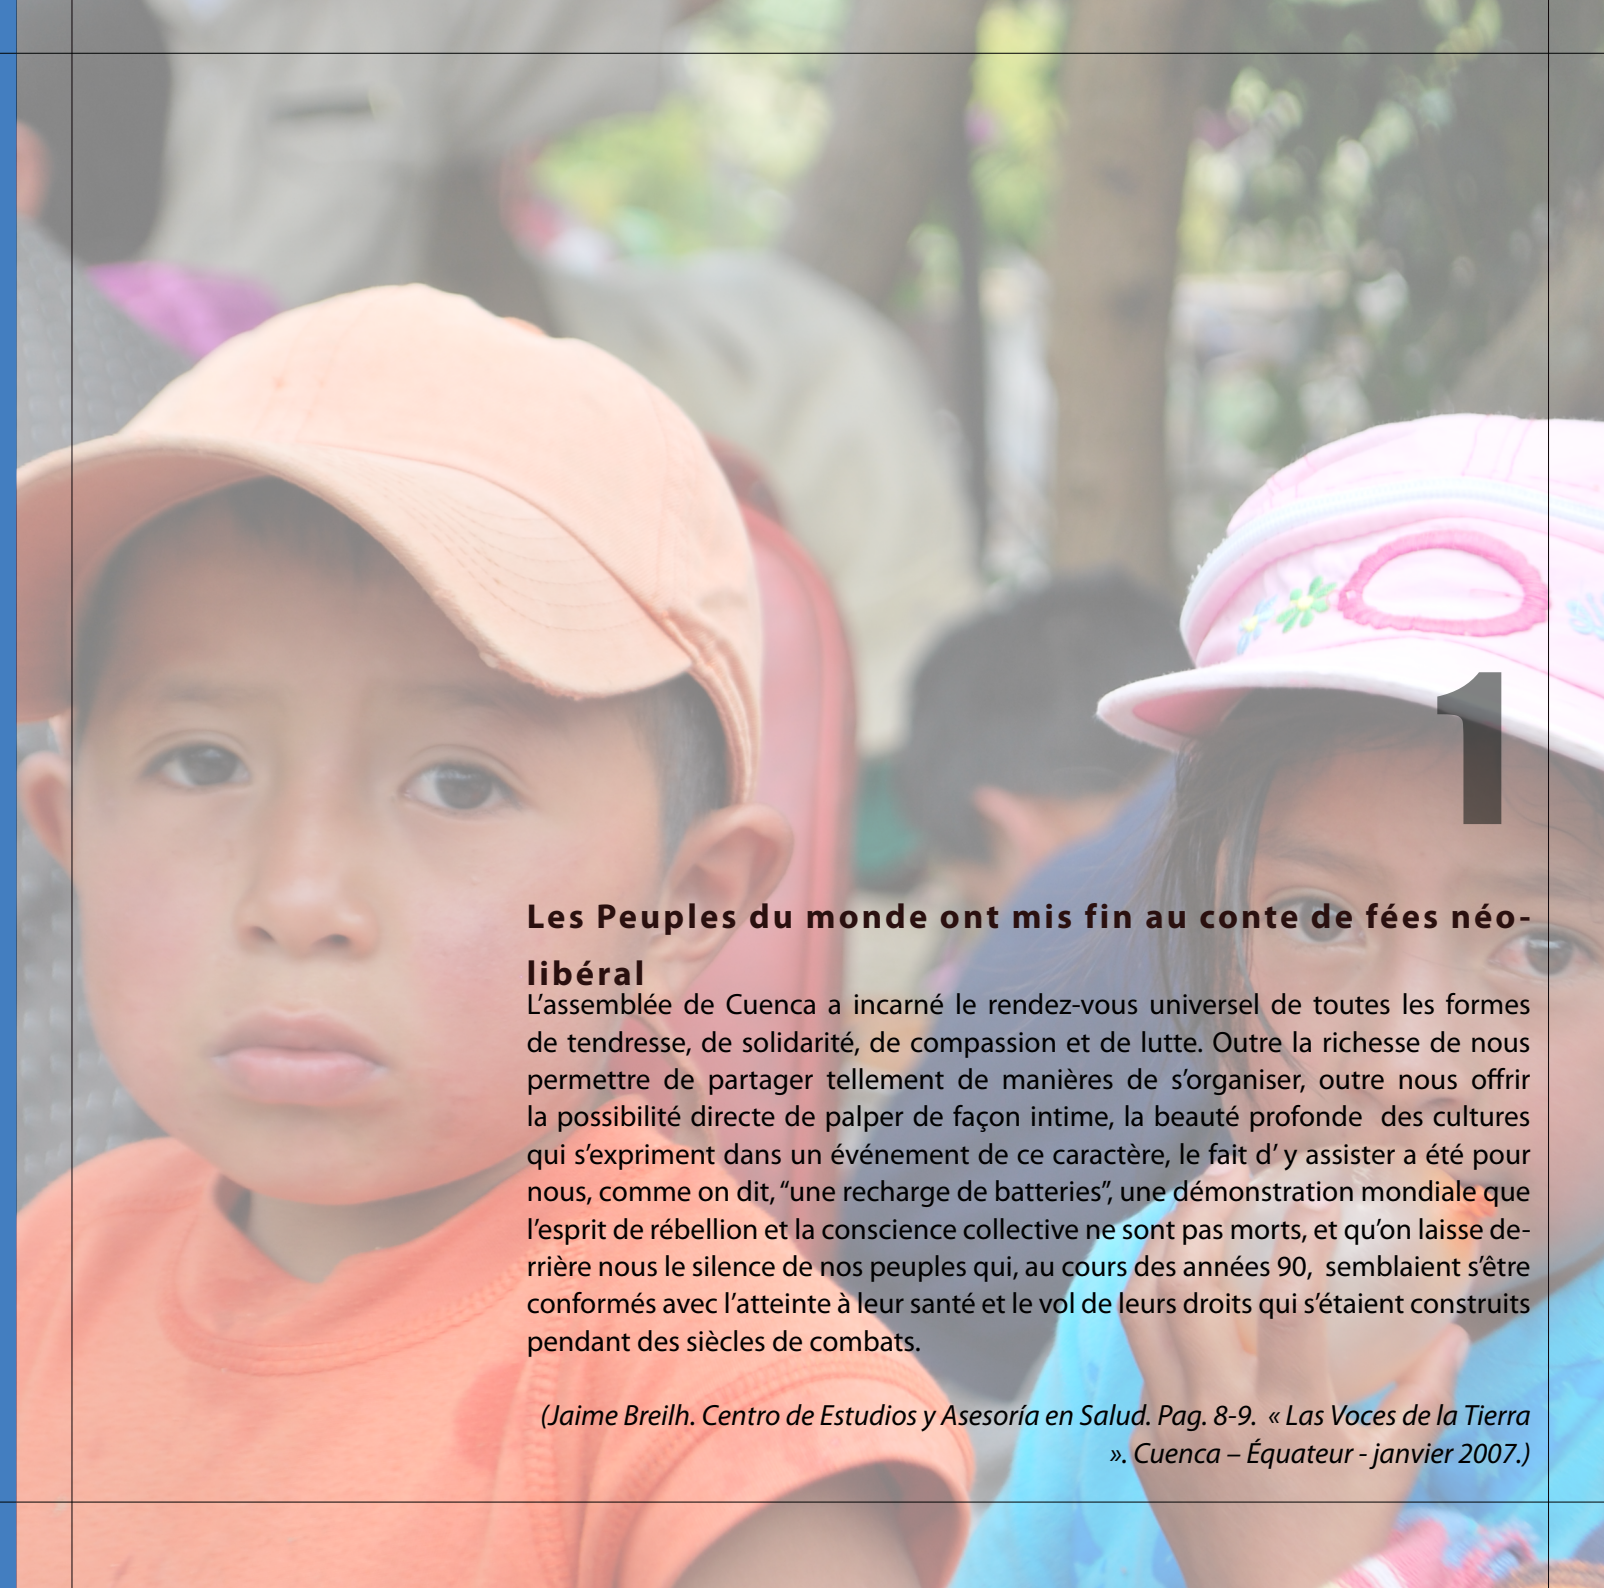 1
Les Peuples du monde ont mis fin au conte de fées néo-
libéral
L’assemblée de Cuenca a incarné le rendez-vous universel de toutes les formes
de tendresse, de solidarité, de compassion et de lutte. Outre la richesse de nous
permettre de partager tellement de manières de s’organiser, outre nous offrir
la possibilité directe de palper de façon intime, la beauté profonde des cultures
qui s’expriment dans un événement de ce caractère, le fait d’ y assister a été pour
nous, comme on dit, “une recharge de batteries”, une démonstration mondiale que
l’esprit de rébellion et la conscience collective ne sont pas morts, et qu’on laisse de-
rrière nous le silence de nos peuples qui, au cours des années 90, semblaient s’être
conformés avec l’atteinte à leur santé et le vol de leurs droits qui s’étaient construits
pendant des siècles de combats.
(Jaime Breilh. Centro de Estudios y Asesoría en Salud. Pag. 8-9. « Las Voces de la Tierra
». Cuenca – Équateur - janvier 2007.)